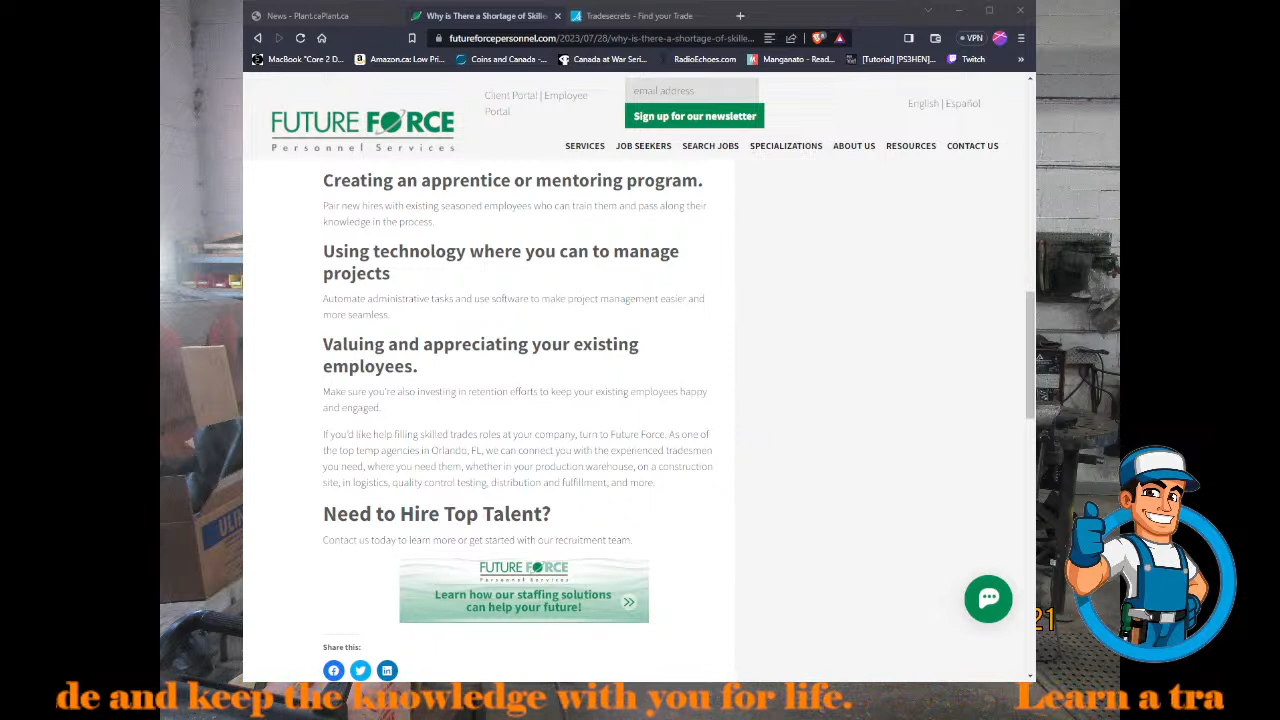 News - Plant.caPlant.ca
Why is There a Shortage of Skille
Tradesecrets - Find your Trade
futureforcepersonnel.com/2023/07/28/why-is-there-a-shortage-of-skille...
VPN
MacBook "Core 2 D...
Amazon.ca: Low Pri...
Coins and Canada -...
Canada at War Seri...
RadioEchoes.com
Manganato - Read...
[Tutorial] [PS3HEN]...
Twitch
Client Portal | Employee
Portal
email address
Sign up for our newsletter
English | Español
FUTURE FORCE
Personnel Services
SERVICES JOB SEEKERS SEARCH JOBS SPECIALIZATIONS ABOUT US RESOURCES CONTACT US
Creating an apprentice or mentoring program.
Pair new hires with existing seasoned employees who can train them and pass along their
knowledge in the process.
Using technology where you can to manage
projects
Automate administrative tasks and use software to make project management easier and
more seamless.
Valuing and appreciating your existing
employees.
Make sure you're also investing in retention efforts to keep your existing employees happy
and engaged.
If you'd like help filling skilled trades roles at your company, turn to Future Force. As one of
the top temp agencies in Orlando, FL, we can connect you with the experienced tradesmen
you need, where you need them, whether in your production warehouse, on a construction
site, in logistics, quality control testing, distribution and fulfillment, and more.
Need to Hire Top Talent?
Contact us today to learn more or get started with our recruitment team.
FUTURE FORCE
Personnel Services
Learn how our staffing solutions
can help your future!
Share this:
21
de and keep the knowledge with you for life. Learn a tra